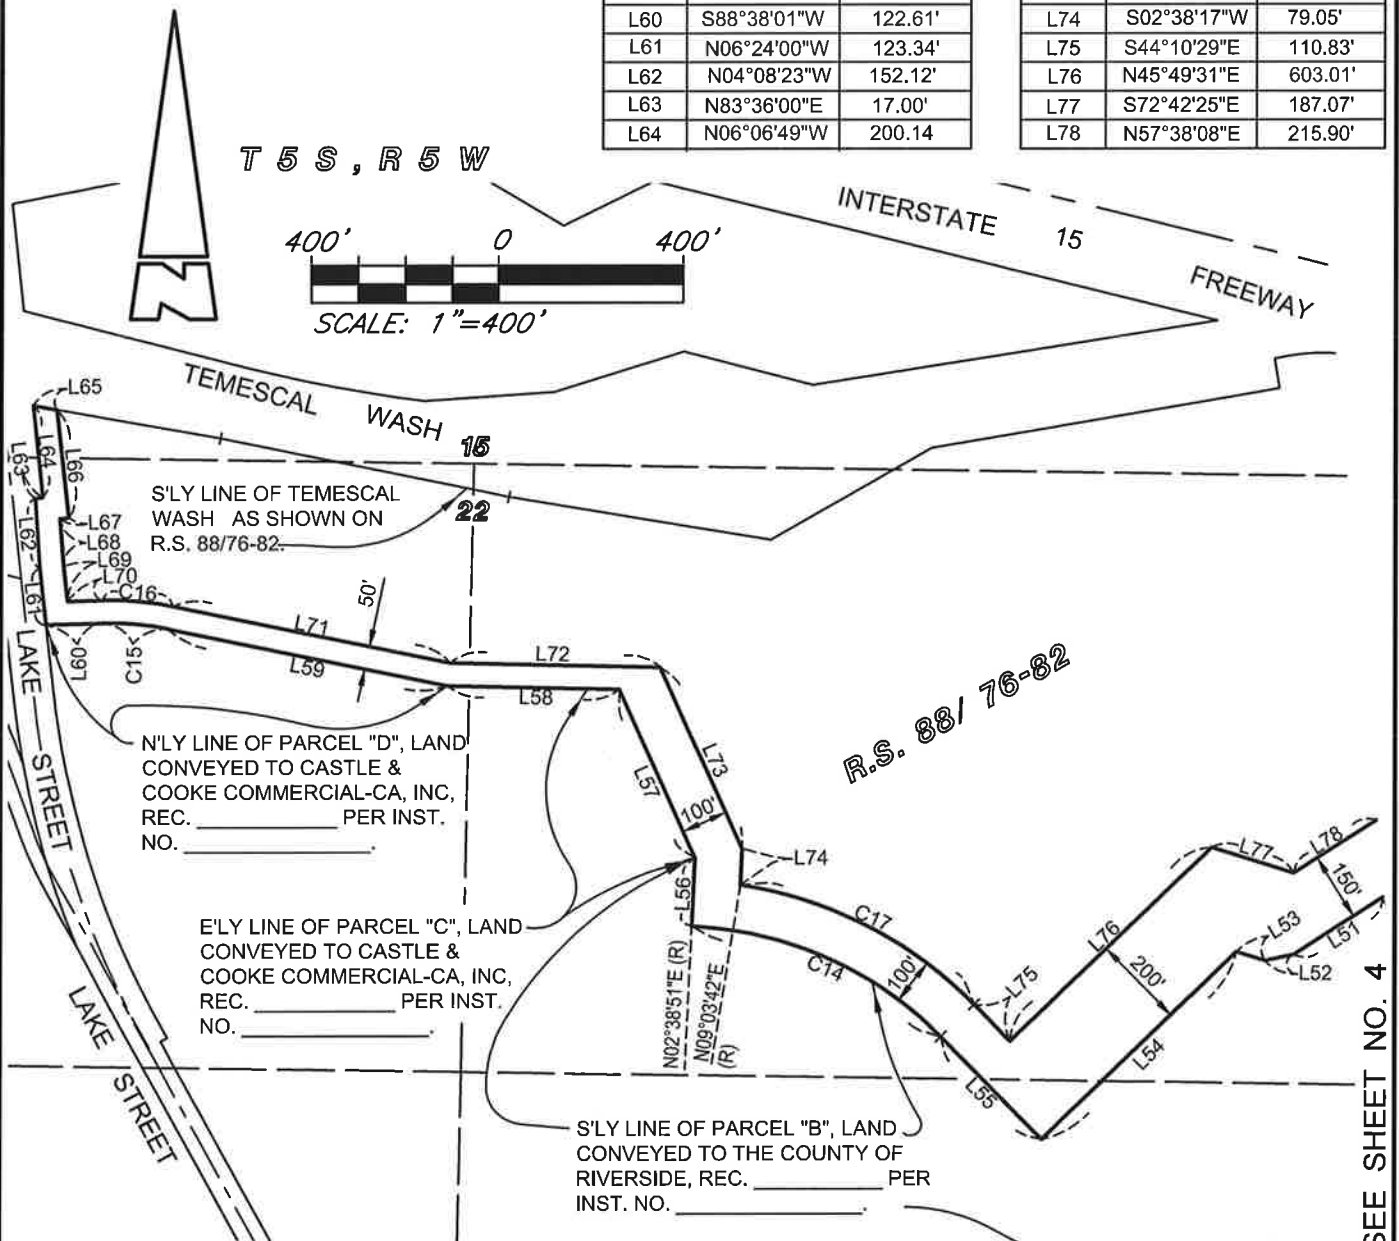 L60 S88°38'01"W 122.61'
L61 N06°24'00"W 123.34'
L62 N04°08'23"W 152.12'
L63 N83°36'00"E 17.00'
L64 N06°06'49"W 200.14
L74 S02°38'17"W 79.05'
L75 S44°10'29"E 110.83'
L76 N45°49'31"E 603.01'
L77 S72°42'25"E 187.07'
L78 N57°38'08"E 215.90'
T 5 S , R 5 W
N
400' 0 400'
SCALE: 1"=400'
INTERSTATE 15 FREEWAY
TEMESCAL WASH
15
22
S'LY LINE OF TEMESCAL
WASH AS SHOWN ON
R.S. 88/76-82.
L65
L63
L64
L66
L67
L68
L69
L70
C16
L62
L61
L60
C15
50'
L71
L59
L72
L58
L57
L73
100'
L74
L56
R.S. 88/ 76-82
LAKE STREET
N'LY LINE OF PARCEL "D", LAND
CONVEYED TO CASTLE &
COOKE COMMERCIAL-CA, INC,
REC. __________ PER INST.
NO. __________.
E'LY LINE OF PARCEL "C", LAND
CONVEYED TO CASTLE &
COOKE COMMERCIAL-CA, INC,
REC. __________ PER INST.
NO. __________.
LAKE STREET
C17
C14
100'
N02°38'51"E (R)
N09°03'42"E
(R)
L75
L76
L77
L78
150'
L53
L51
L52
200'
L54
L55
S'LY LINE OF PARCEL "B", LAND
CONVEYED TO THE COUNTY OF
RIVERSIDE, REC. __________ PER
INST. NO. __________.
SEE SHEET NO. 4